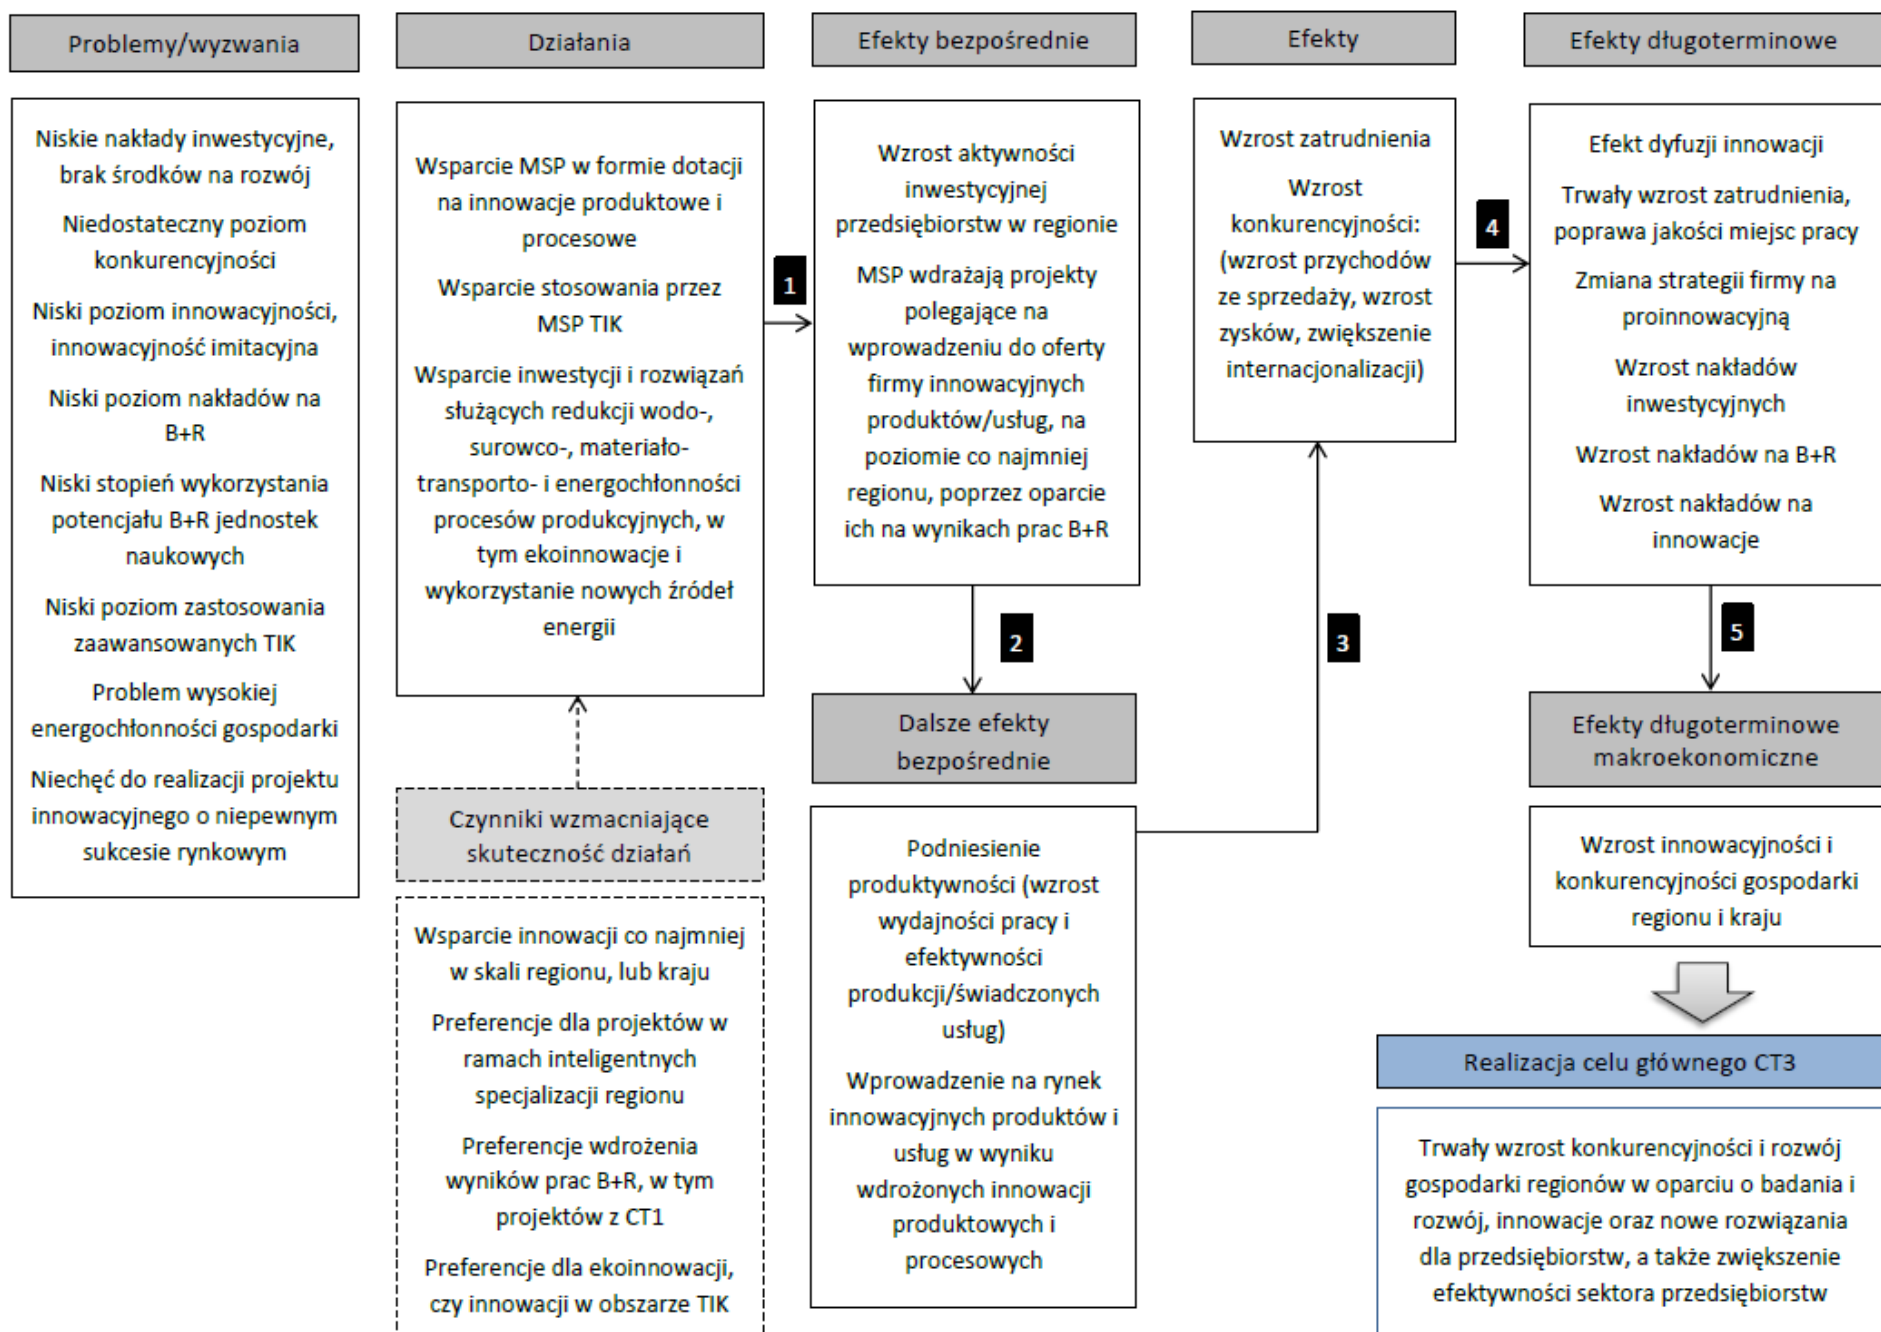 Problemy/wyzwania
Niskie nakłady inwestycyjne,
brak środków na rozwój
Niedostateczny poziom
konkurencyjności
Niski poziom innowacyjności,
innowacyjność imitacyjna
Niski poziom nakładów na
B+R
Niski stopień wykorzystania
potencjału B+R jednostek
naukowych
Niski poziom zastosowania
zaawansowanych TIK
Problem wysokiej
energochłonności gospodarki
Niechęć do realizacji projektu
innowacyjnego o niepewnym
sukcesie rynkowym
Działania
Wsparcie MSP w formie dotacji
na innowacje produktowe i
procesowe
Wsparcie stosowania przez
MSP TIK
Wsparcie inwestycji i rozwiązań
służących redukcji wodo-,
surowco-, materiało-
transporto- i energochłonności
procesów produkcyjnych, w
tym ekoinnowacje i
wykorzystanie nowych źródeł
energii
Czynniki wzmacniające
skuteczność działań
Wsparcie innowacji co najmniej
w skali regionu, lub kraju
Preferencje dla projektów w
ramach inteligentnych
specjalizacji regionu
Preferencje wdrożenia
wyników prac B+R, w tym
projektów z CT1
Preferencje dla ekoinnowacji,
czy innowacji w obszarze TIK
1
Efekty bezpośrednie
Wzrost aktywności
inwestycyjnej
przedsiębiorstw w regionie
MSP wdrażają projekty
polegające na
wprowadzeniu do oferty
firmy innowacyjnych
produktów/usług, na
poziomie co najmniej
regionu, poprzez oparcie
ich na wynikach prac B+R
2
Dalsze efekty
bezpośrednie
Podniesienie
produktywności (wzrost
wydajności pracy i
efektywności
produkcji/świadczonych
usług)
Wprowadzenie na rynek
innowacyjnych produktów i
usług w wyniku
wdrożonych innowacji
produktowych i
procesowych
3
Efekty
Wzrost zatrudnienia
Wzrost
konkurencyjności:
(wzrost przychodów
ze sprzedaży, wzrost
zysków, zwiększenie
internacjonalizacji)
4
Efekty długoterminowe
Efekt dyfuzji innowacji
Trwały wzrost zatrudnienia,
poprawa jakości miejsc pracy
Zmiana strategii firmy na
proinnowacyjną
Wzrost nakładów
inwestycyjnych
Wzrost nakładów na B+R
Wzrost nakładów na
innowacje
5
Efekty długoterminowe
makroekonomiczne
Wzrost innowacyjności i
konkurencyjności gospodarki
regionu i kraju
Realizacja celu głównego CT3
Trwały wzrost konkurencyjności i rozwój
gospodarki regionów w oparciu o badania i
rozwój, innowacje oraz nowe rozwiązania
dla przedsiębiorstw, a także zwiększenie
efektywności sektora przedsiębiorstw